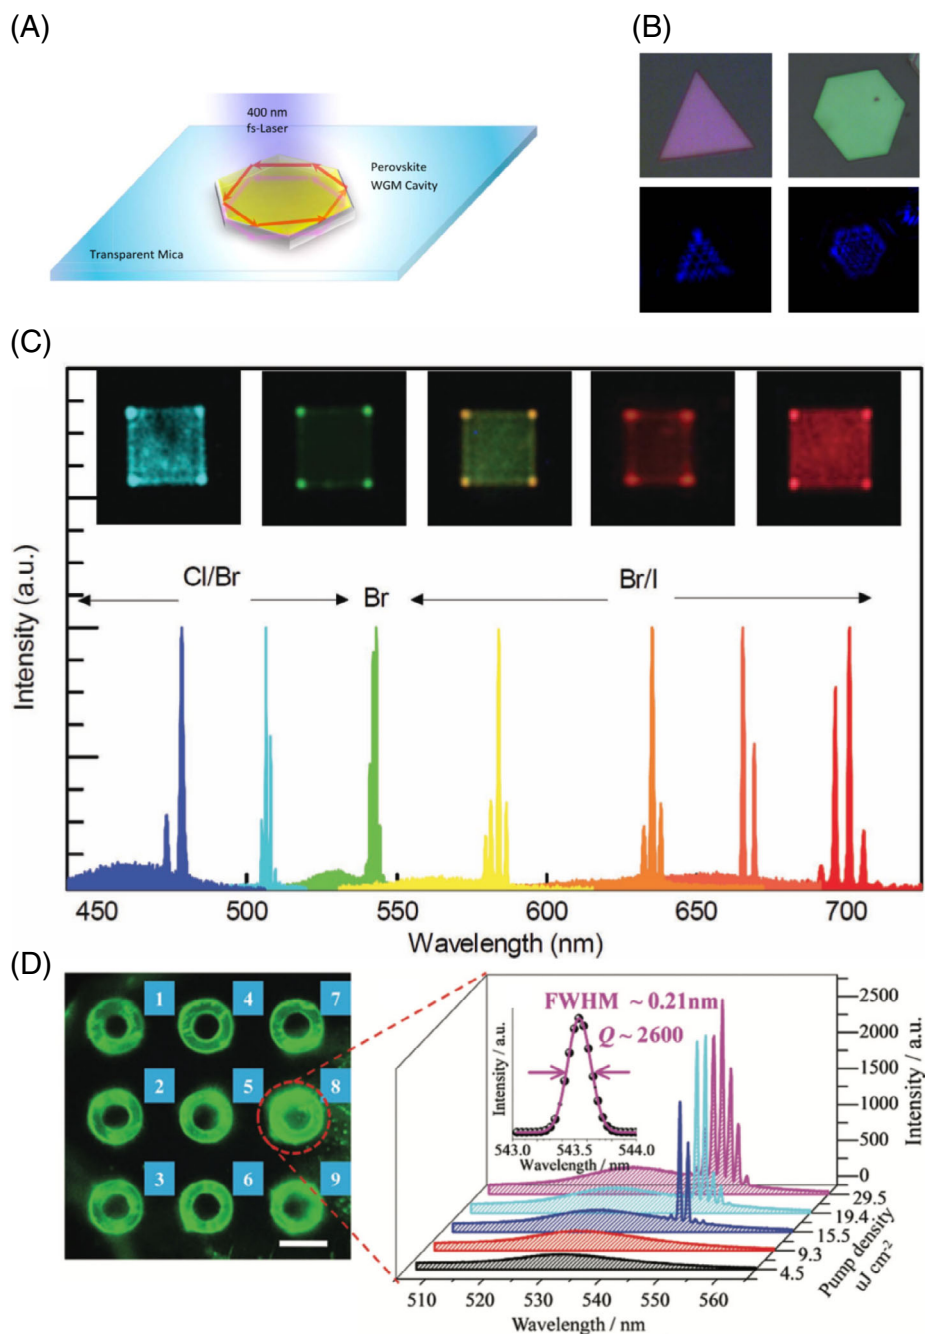 (A)
400 nm
fs-Laser
Perovskite
WGM Cavity
Transparent Mica
(B)
(C)
Intensity (a.u.)
Cl/Br
Br
Br/I
450 500 550 600 650 700
Wavelength (nm)
(D)
1 4 7
2 5 8
3 6 9
FWHM ~ 0.21nm
Q ~ 2600
Intensity / a.u.
543.0 543.5 544.0
Wavelength / nm
2500
2000
1500
1000
500
0
Intensity / a.u.
29.5
19.4
15.5
9.3
4.5
Pump density
uJ cm⁻²
510 520 530 540 550 560
Wavelength / nm